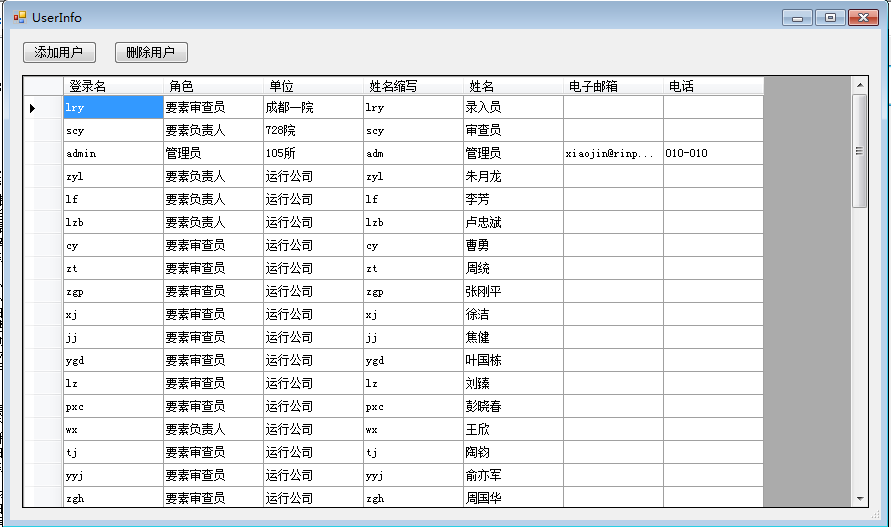 UserInfo
添加用户 删除用户
登录名 角色 单位 姓名缩写 姓名 电子邮箱 电话
lry 要素审查员 成都一院 lry 录入员
scy 要素负责人 728院 scy 审查员
admin 管理员 105所 adm 管理员 xiaojin@rinp... 010-010
zyl 要素负责人 运行公司 zyl 朱月龙
lf 要素负责人 运行公司 lf 李芳
lzb 要素负责人 运行公司 lzb 卢忠斌
cy 要素审查员 运行公司 cy 曹勇
zt 要素审查员 运行公司 zt 周统
zgp 要素审查员 运行公司 zgp 张刚平
xj 要素审查员 运行公司 xj 徐洁
jj 要素审查员 运行公司 jj 焦健
ygd 要素审查员 运行公司 ygd 叶国栋
lz 要素审查员 运行公司 lz 刘臻
pxc 要素审查员 运行公司 pxc 彭晓春
wx 要素负责人 运行公司 wx 王欣
tj 要素审查员 运行公司 tj 陶钧
yyj 要素审查员 运行公司 yyj 俞亦军
zgh 要素审查员 运行公司 zgh 周国华